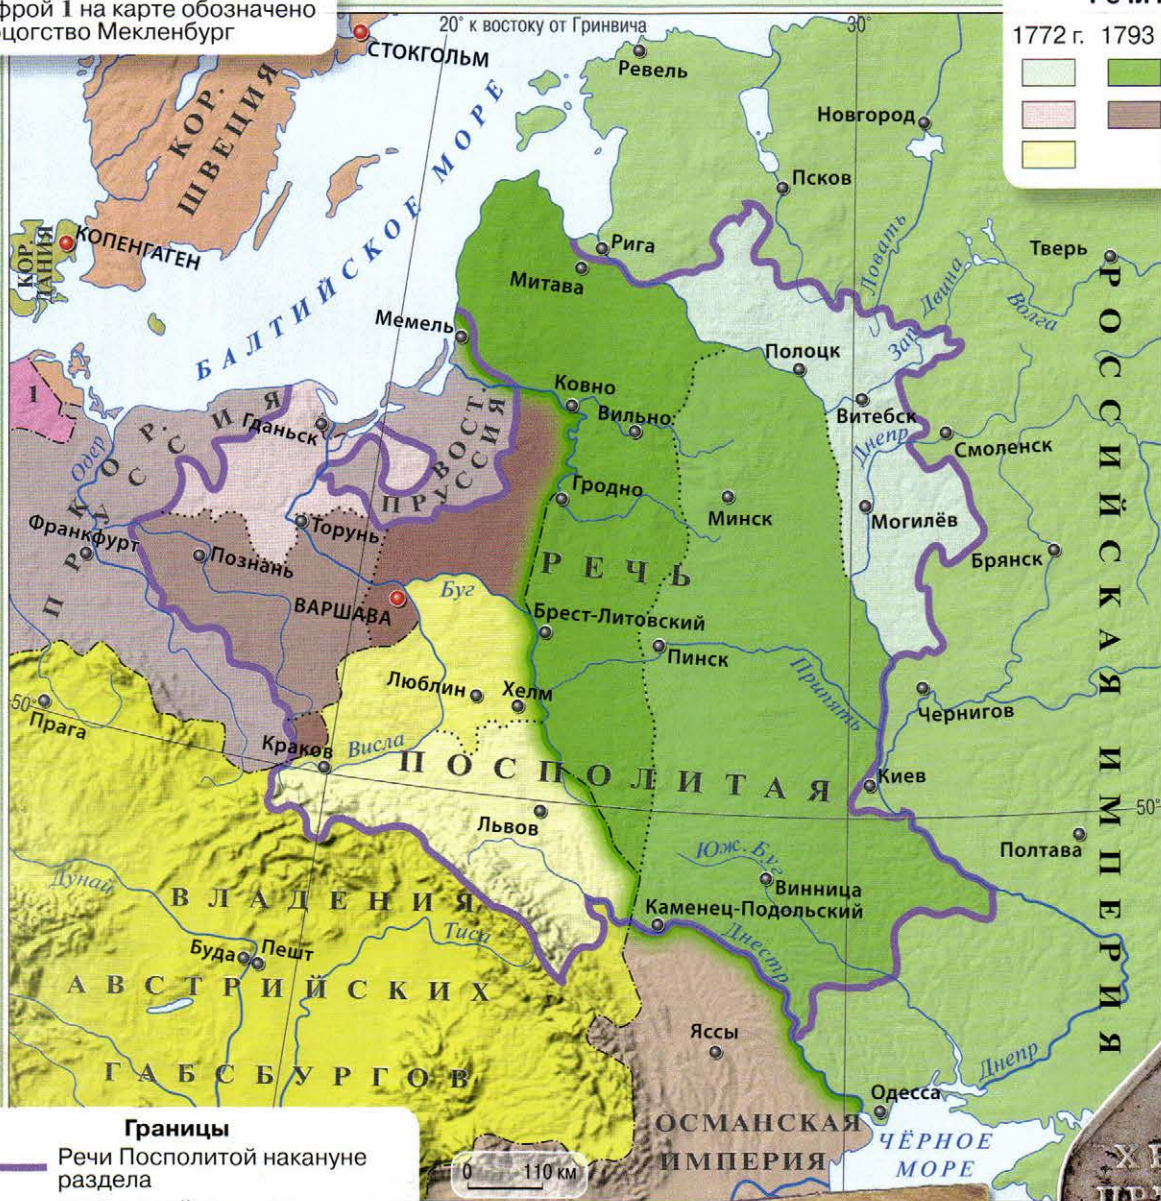 фрой 1 на карте обозначено
цогство Мекленбург
1772 г. 1793
20° к востоку от Гринвича
30°
СТОКГОЛЬМ
Ревель
КОР.
ШВЕЦИЯ
Новгород
Псков
КОПЕНГАГЕН
КОР.
ДАНИЯ
БАЛТИЙСКОЕ МОРЕ
Рига
Митава
Ловать
Зап. Двина
Волга
Тверь
РОССИЙСКАЯ ИМПЕРИЯ
Мемель
Полоцк
1
Ковно
Вильно
Витебск
Днепр
Смоленск
КОР.
ПРУССИЯ
Гданьск
ВОСТ.
ПРУССИЯ
Одер
Гродно
Минск
Могилёв
Франкфурт
Торунь
Познань
Брянск
РЕЧЬ
ВАРШАВА
Буг
Брест-Литовский
Пинск
Припять
Люблин
Хелм
Чернигов
50°
Прага
Краков
Висла
ПОСПОЛИТАЯ
Киев
50°
Львов
Полтава
Юж. Буг
Винница
Дунай
ВЛАДЕНИЯ
Каменец-Подольский
Тиса
Днестр
Буда
Пешт
АВСТРИЙСКИХ
Яссы
ГАБСБУРГОВ
Днепр
Одесса
ОСМАНСКАЯ
ИМПЕРИЯ
ЧЁРНОЕ
МОРЕ
Границы
Речи Посполитой накануне
раздела
0 110 км